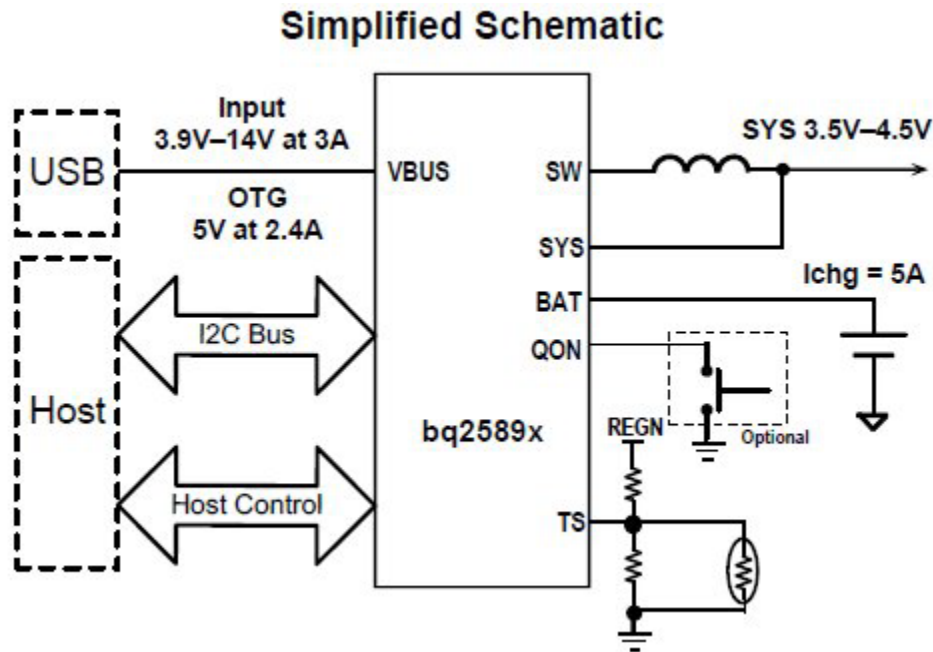 Simplified Schematic
Input
3.9V–14V at 3A
USB
VBUS
OTG
5V at 2.4A
SW
SYS 3.5V–4.5V
SYS
Ichg = 5A
BAT
I2C Bus
QON
Host
bq2589x
REGN
Optional
Host Control
TS